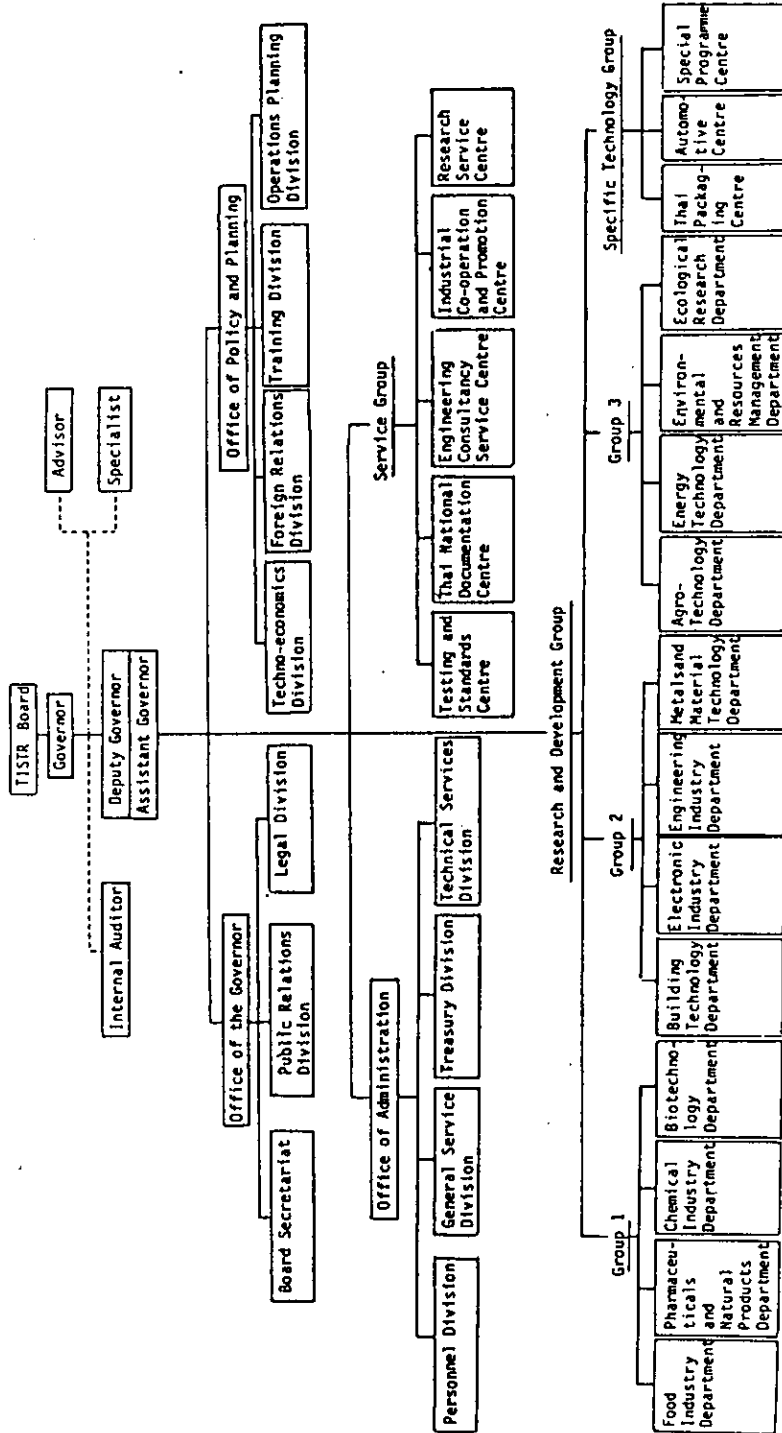 TISTR Board
Governor
Advisor
Specialist
Internal Auditor
Deputy Governor
Assistant Governor
Office of the Governor
Office of Policy and Planning
Board Secretariat
Public Relations
Division
Legal Division
Techno-economics
Division
Foreign Relations
Division
Training Division
Operations Planning
Division
Office of Administration
Service Group
Personnel Division
General Service
Division
Treasury Division
Technical Services
Division
Testing and
Standards
Centre
Thai National
Documentation
Centre
Engineering
Consultancy
Service Centre
Industrial
Co-operation
and Promotion
Centre
Research
Service
Centre
Research and Development Group
Group 1
Group 2
Group 3
Specific Technology Group
Food
Industry
Department
Pharmaceu-
ticals
and
Natural
Products
Department
Chemical
Industry
Department
Biotechno-
logy
Department
Building
Technology
Department
Electronic
Industry
Department
Engineering
Industry
Department
Metalsand
Material
Technology
Department
Agro-
Technology
Department
Energy
Technology
Department
Environ-
mental
and
Resources
Management
Department
Ecological
Research
Department
Thai
Packag-
ing
Centre
Automo-
tive
Centre
Special
Programme
Centre